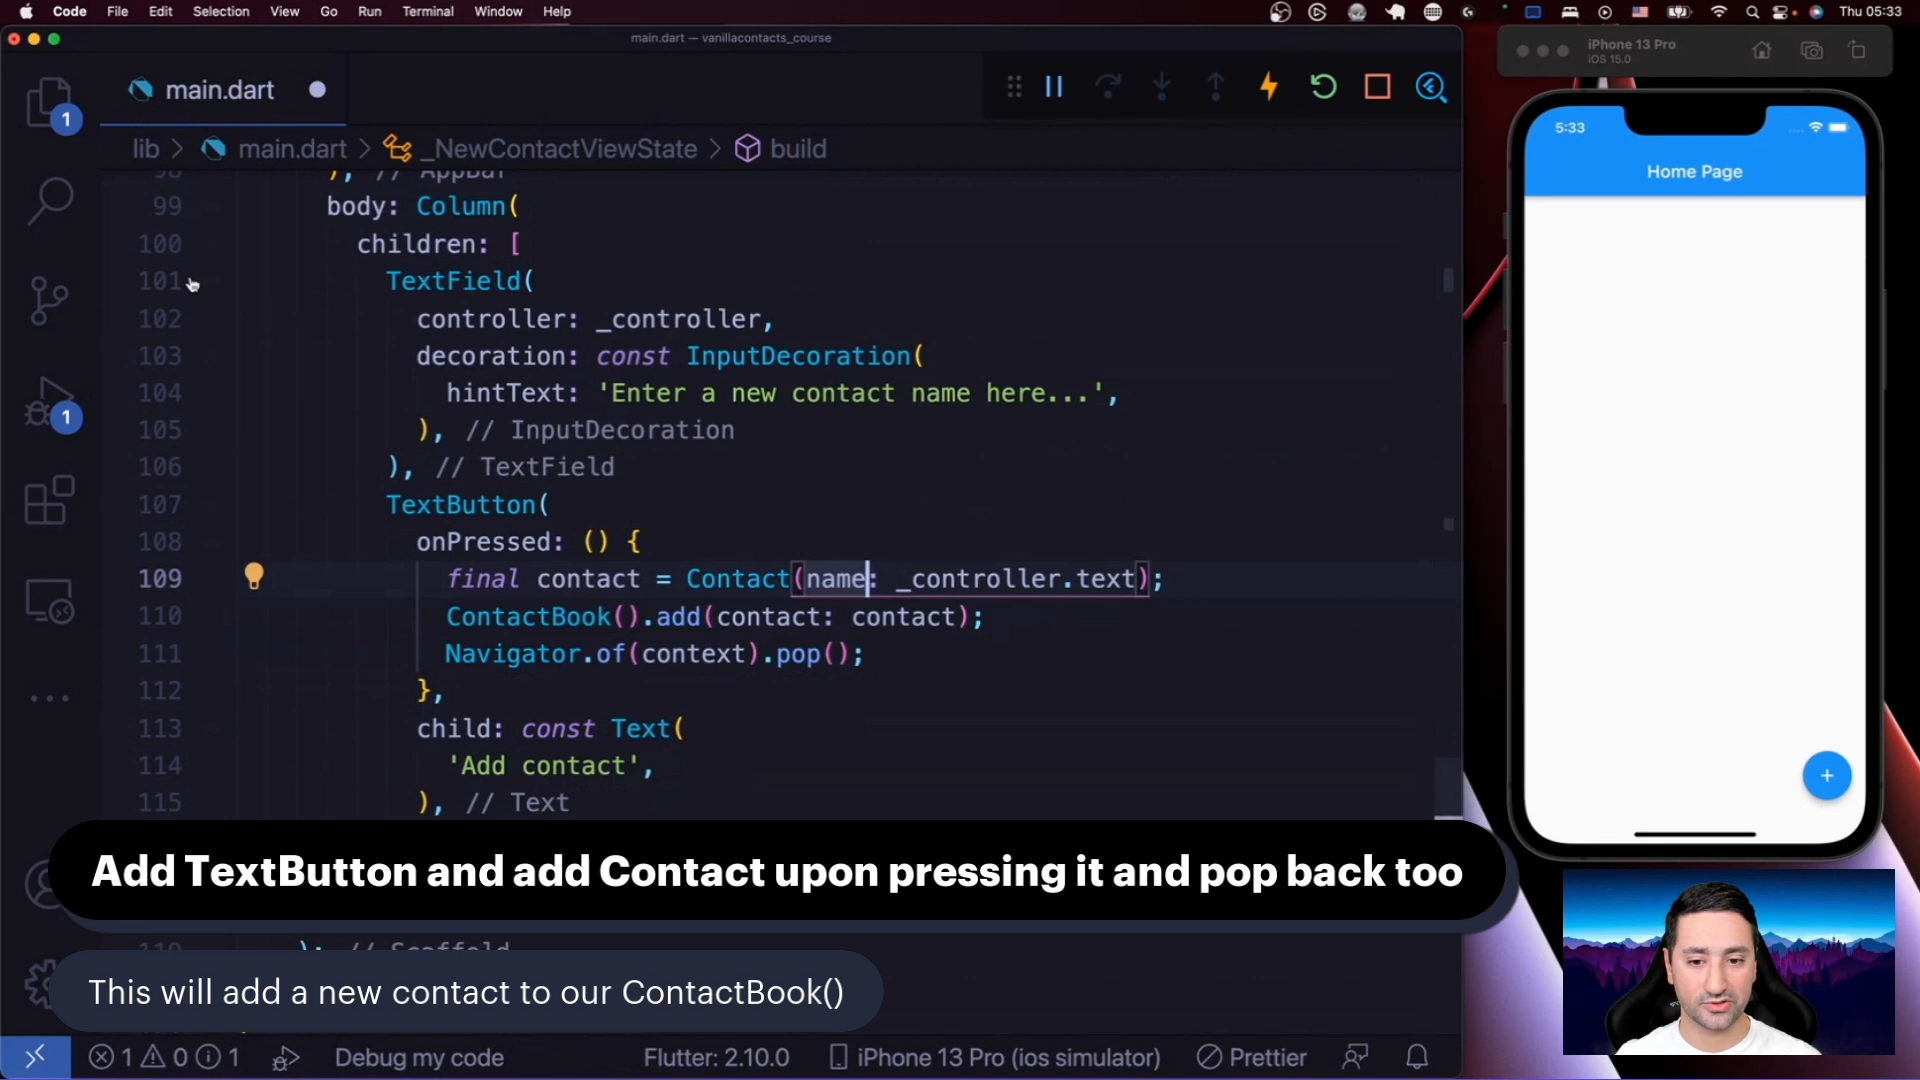 Code File Edit Selection View Go Run Terminal Window Help Thu 05:33
main.dart — vanillacontacts_course
iPhone 13 Pro
iOS 15.0
main.dart
1
5:33
lib > main.dart > _NewContactViewState > build
Home Page
98 ), // AppBar
99 body: Column(
100 children: [
101 TextField(
102 controller: _controller,
103 decoration: const InputDecoration(
104 hintText: 'Enter a new contact name here...',
105 ), // InputDecoration
106 ), // TextField
107 TextButton(
108 onPressed: () {
109 final contact = Contact(name: _controller.text);
110 ContactBook().add(contact: contact);
111 Navigator.of(context).pop();
112 },
113 child: const Text(
114 'Add contact',
115 ), // Text
1
+
Add TextButton and add Contact upon pressing it and pop back too
); // Scaffold
This will add a new contact to our ContactBook()
1 0 1 Debug my code Flutter: 2.10.0 iPhone 13 Pro (ios simulator) Prettier